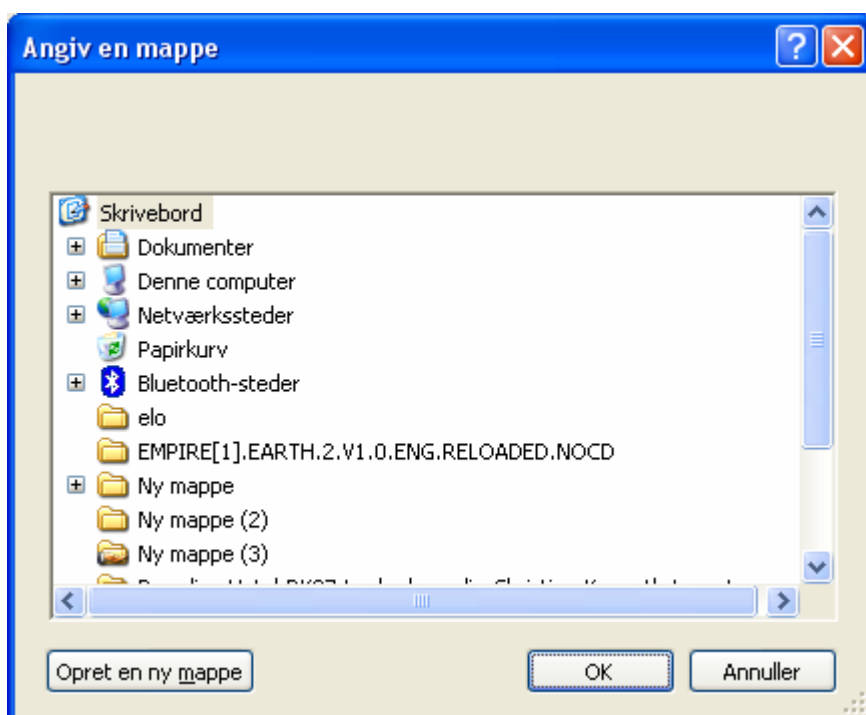 Angiv en mappe
Skrivebord
Dokumenter
Denne computer
Netværkssteder
Papirkurv
Bluetooth-steder
elo
EMPIRE[1].EARTH.2.V1.0.ENG.RELOADED.NOCD
Ny mappe
Ny mappe (2)
Ny mappe (3)
Opret en ny mappe
OK
Annuller